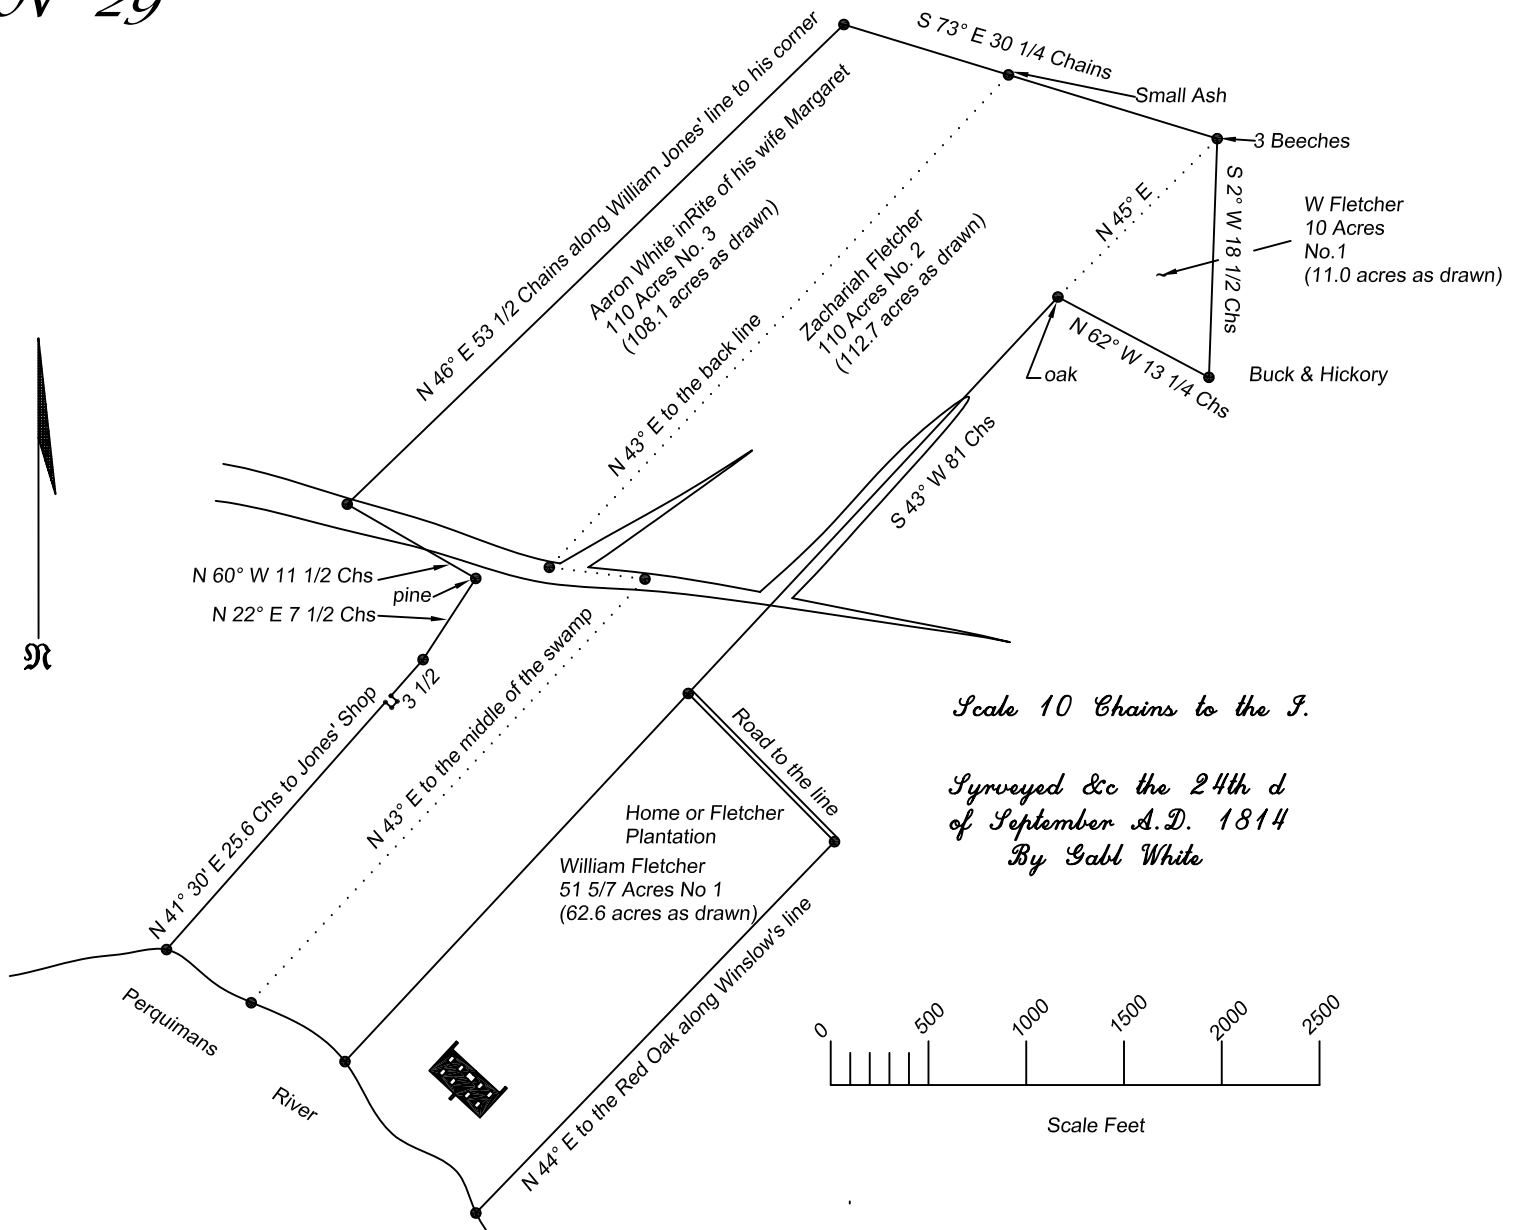 N 29
S 73° E 30 1/4 Chains
Small Ash
3 Beeches
N 46° E 53 1/2 Chains along William Jones' line to his corner
Aaron White inRite of his wife Margaret
110 Acres No. 3
(108.1 acres as drawn)
Zachariah Fletcher
110 Acres No. 2
(112.7 acres as drawn)
N 45° E
S 2° W 18 1/2 Chs
W Fletcher
10 Acres
No.1
(11.0 acres as drawn)
N 43° E to the back line
oak
N 62° W 13 1/4 Chs
Buck & Hickory
S 43° W 81 Chs
N 60° W 11 1/2 Chs
pine
N 22° E 7 1/2 Chs
N
3 1/2
N 41° 30' E 25.6 Chs to Jones' Shop
N 43° E to the middle of the swamp
Road to the line
Scale 10 Chains to the I.
Syrveyed &c the 24th d
of September A.D. 1814
By Gabl White
Home or Fletcher
Plantation
William Fletcher
51 5/7 Acres No 1
(62.6 acres as drawn)
N 44° E to the Red Oak along Winslow's line
Perquimans
River
0 500 1000 1500 2000 2500
Scale Feet